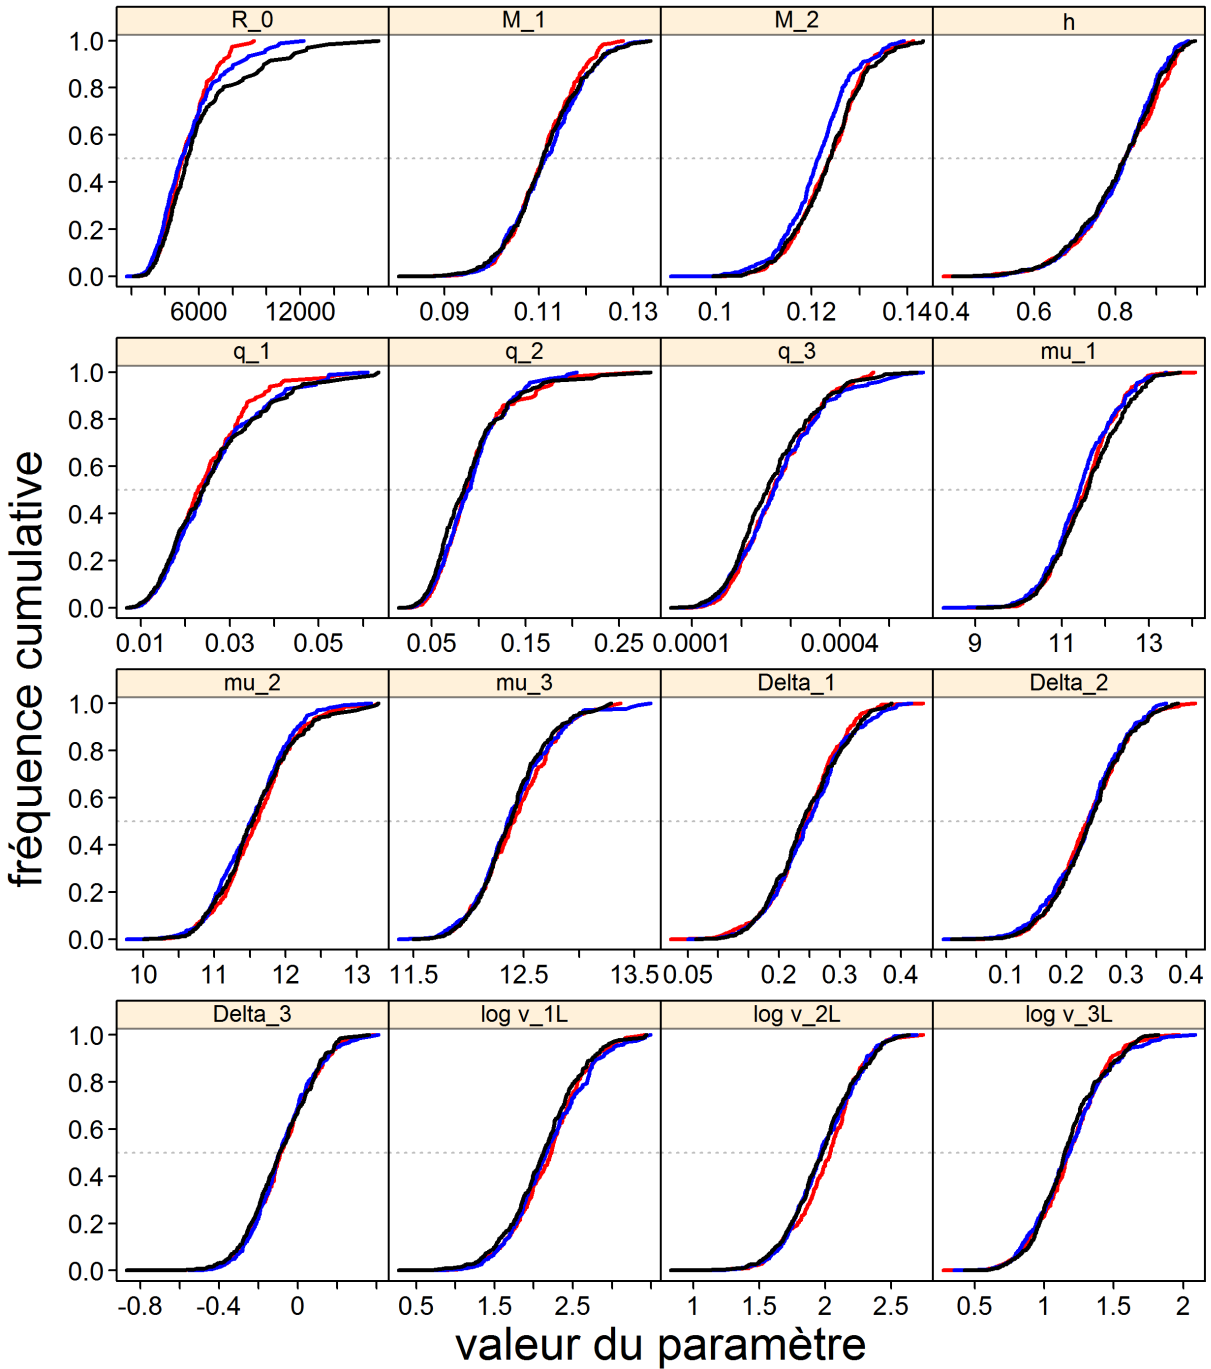 R_0 M_1 M_2 h
1.0
0.8
0.6
0.4
0.2
0.0
6000 12000 0.09 0.11 0.13 0.1 0.12 0.14 0.4 0.6 0.8
q_1 q_2 q_3 mu_1
1.0
0.8
0.6
0.4
0.2
0.0
0.01 0.03 0.05 0.05 0.15 0.25 0.0001 0.0004 9 11 13
mu_2 mu_3 Delta_1 Delta_2
1.0
0.8
0.6
0.4
0.2
0.0
10 11 12 13 11.5 12.5 13.5 0.05 0.2 0.3 0.4 0.1 0.2 0.3 0.4
Delta_3 log v_1L log v_2L log v_3L
1.0
0.8
0.6
0.4
0.2
0.0
-0.8 -0.4 0 0.5 1.5 2.5 1 1.5 2 2.5 0.5 1 1.5 2
fréquence cumulative
valeur du paramètre